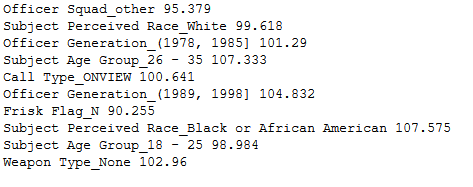 Officer Squad_other 95.379
Subject Perceived Race_White 99.618
Officer Generation_(1978, 1985] 101.29
Subject Age Group_26 - 35 107.333
Call Type_ONVIEW 100.641
Officer Generation_(1989, 1998] 104.832
Frisk Flag_N 90.255
Subject Perceived Race_Black or African American 107.575
Subject Age Group_18 - 25 98.984
Weapon Type_None 102.96